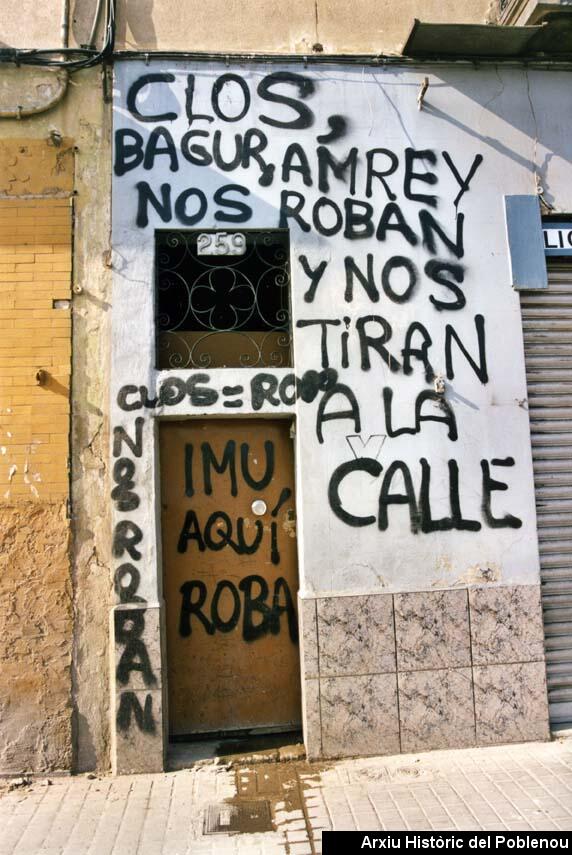 CLOS,
BAGUR, AMREY
NOS ROBAN
Y NOS
TiRAN
A LA
CALLE
259
CLOS = ROBO
NOS ROBAN
IMU
AQUÍ
ROBA
Arxiu Històric del Poblenou